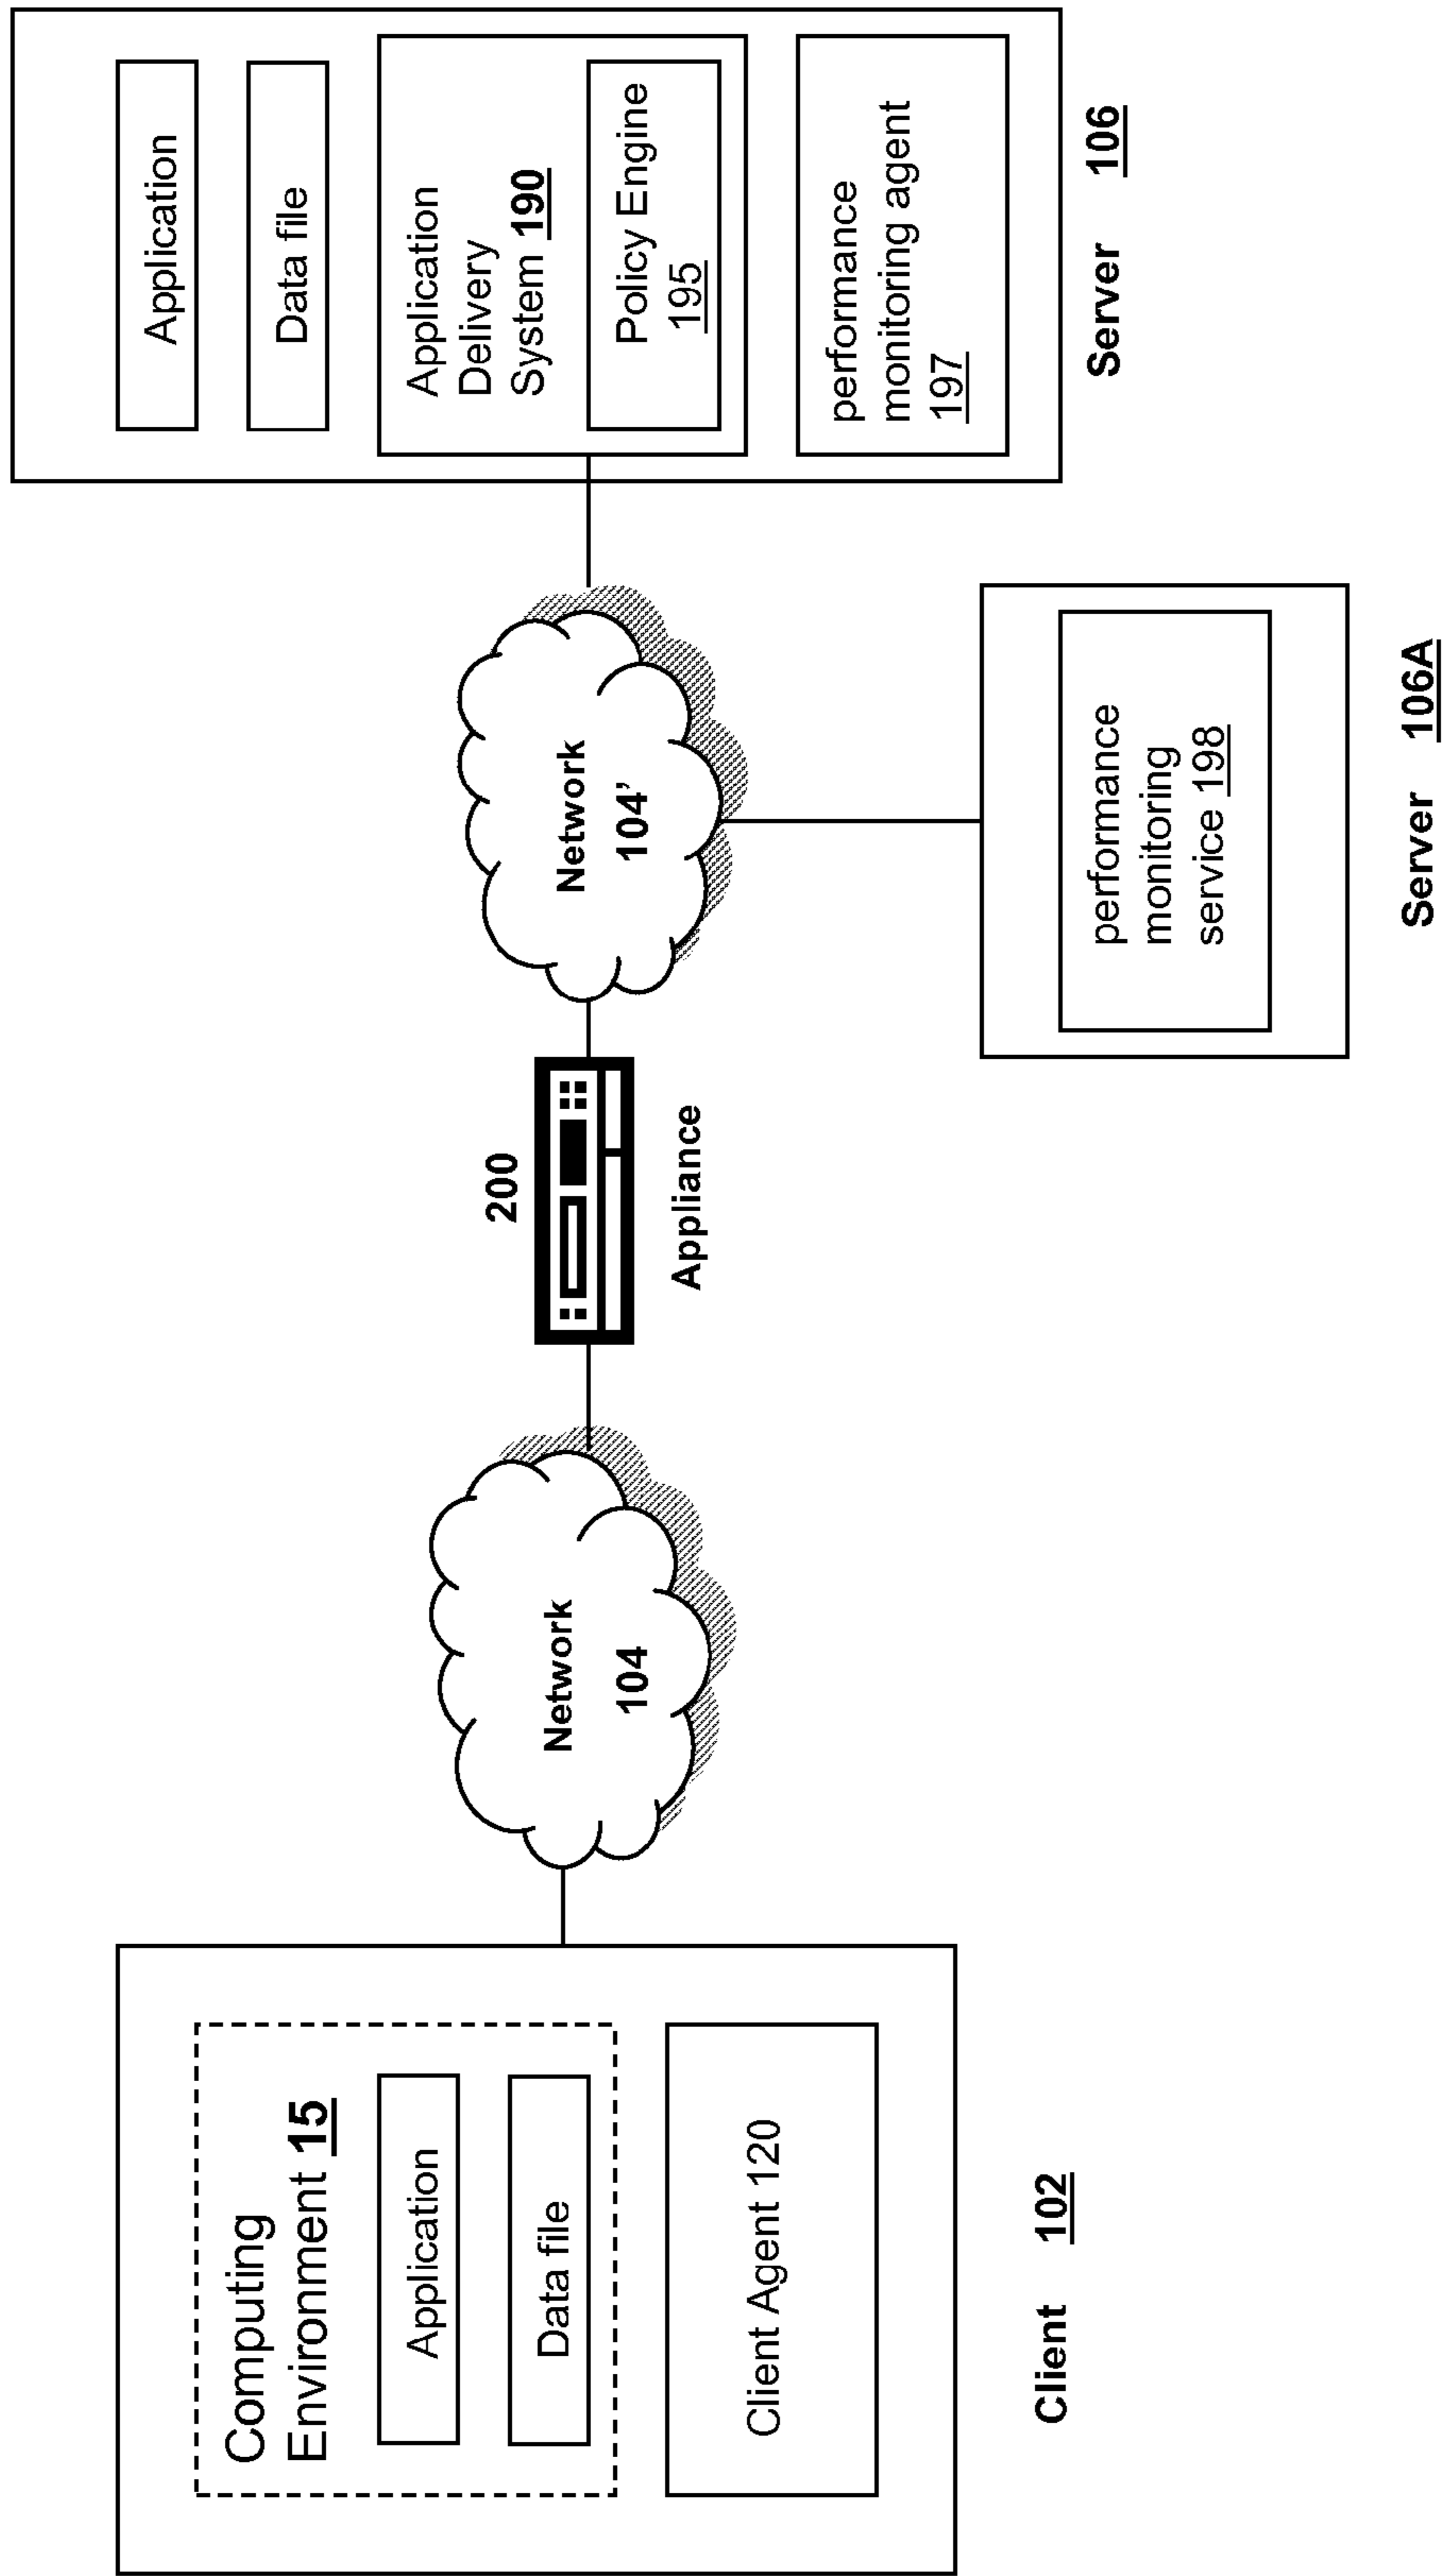 Computing
Environment 15
Application
Data file
Client Agent 120
Client 102
Network
104
200
Appliance
Network
104’
performance
monitoring
service 198
Server 106A
Application
Data file
Application
Delivery
System 190
Policy Engine
195
performance
monitoring agent
197
Server 106